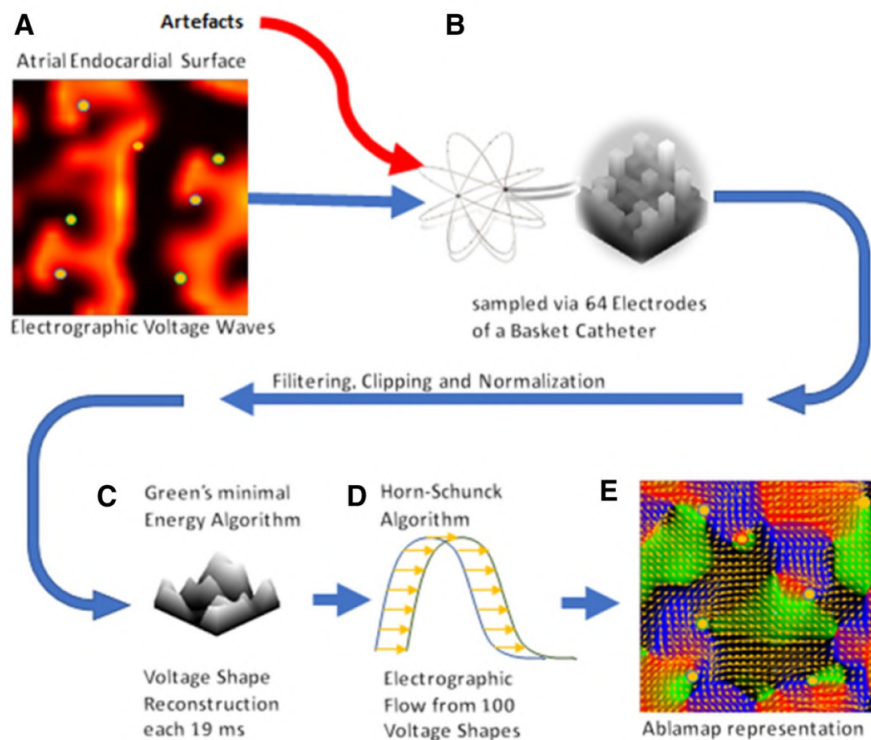 A
Artefacts
B
Atrial Endocardial Surface
Electrographic Voltage Waves
sampled via 64 Electrodes
of a Basket Catheter
Filitering, Clipping and Normalization
C
Green's minimal
Energy Algorithm
Voltage Shape
Reconstruction
each 19 ms
D
Horn-Schunck
Algorithm
Electrographic
Flow from 100
Voltage Shapes
E
Ablamap representation